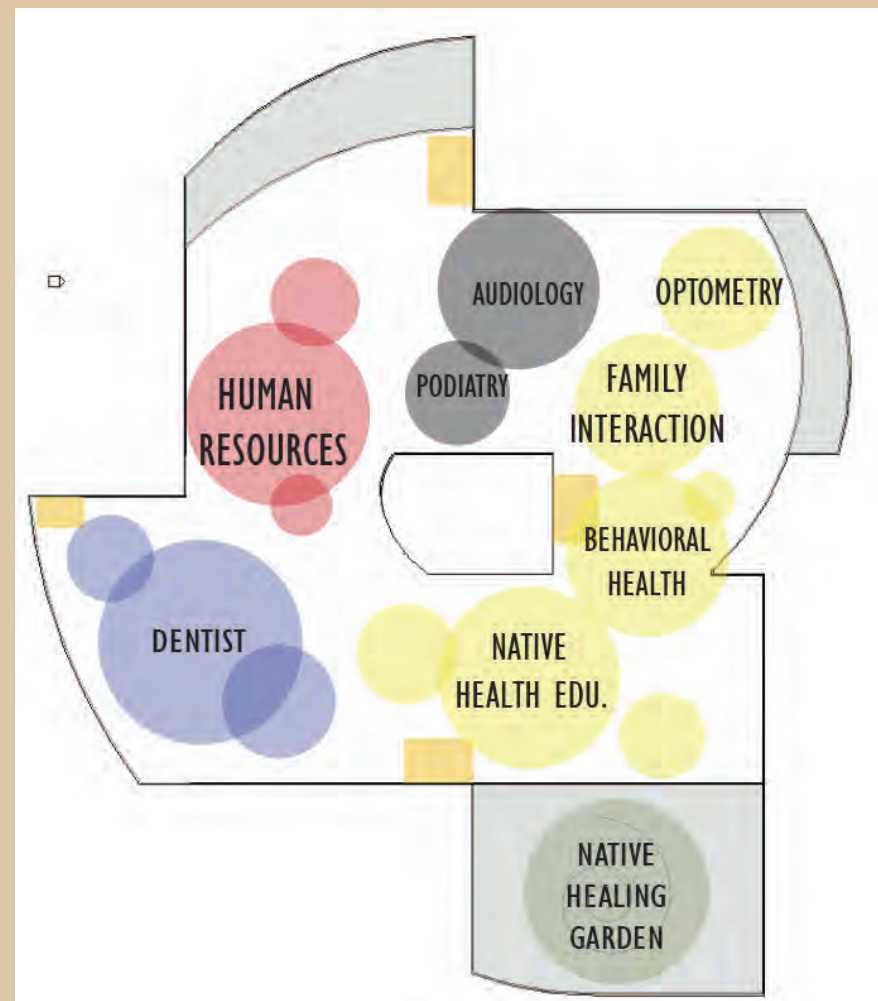 AUDIOLOGY
OPTOMETRY
PODIATRY
FAMILY
INTERACTION
HUMAN
RESOURCES
BEHAVIORAL
HEALTH
DENTIST
NATIVE
HEALTH EDU.
NATIVE
HEALING
GARDEN